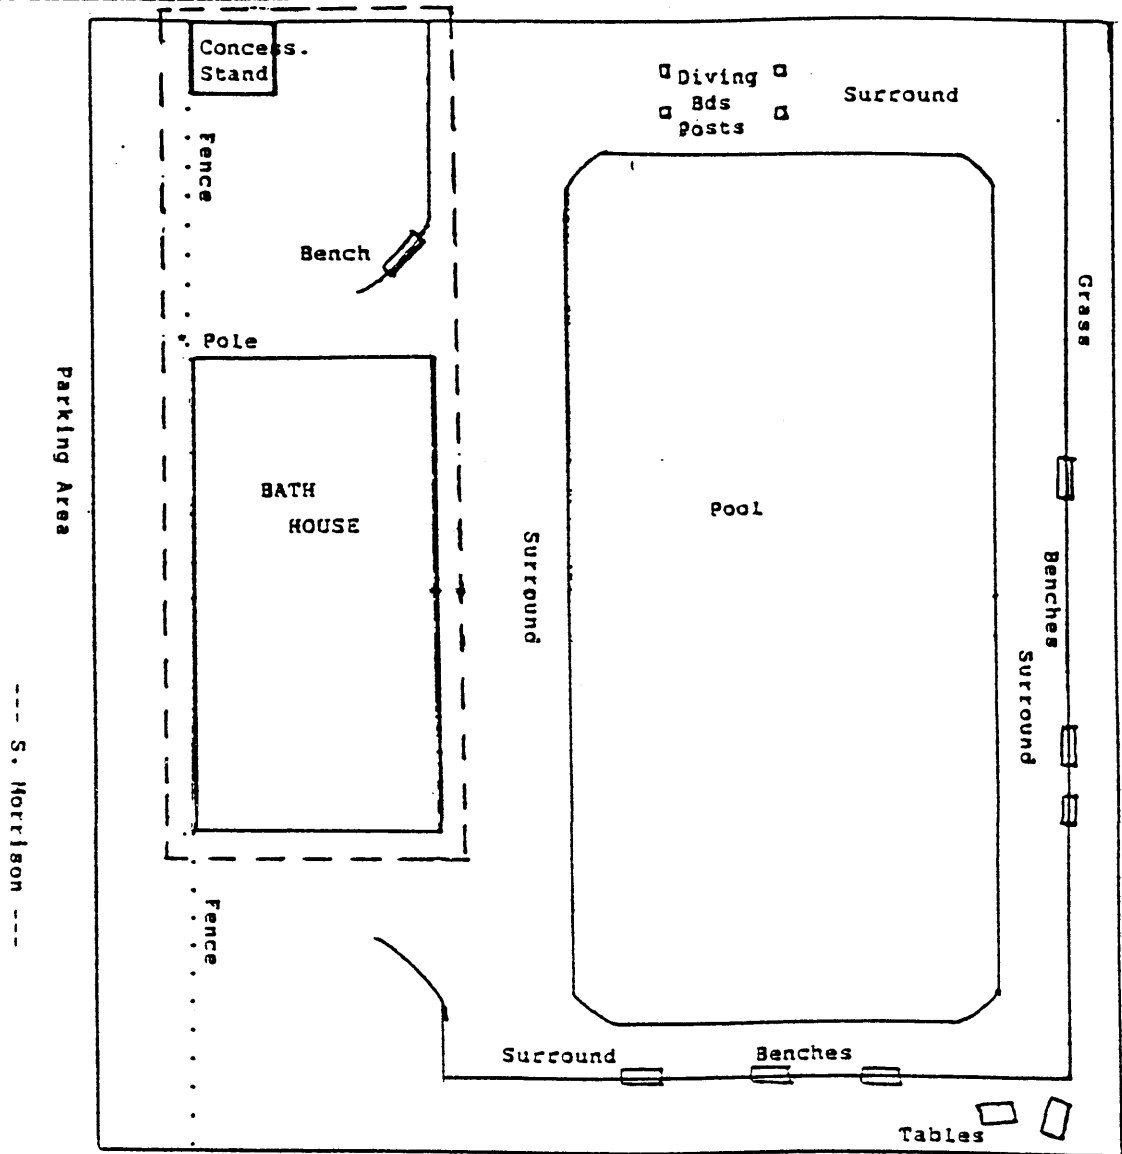 Concess.
Stand
Diving
Bds
Posts
Surround
Fence
Bench
Grass
Pole
Parking Area
BATH
HOUSE
Pool
Surround
Benches
Surround
--- S. Morrison ---
Fence
Surround
Benches
Tables